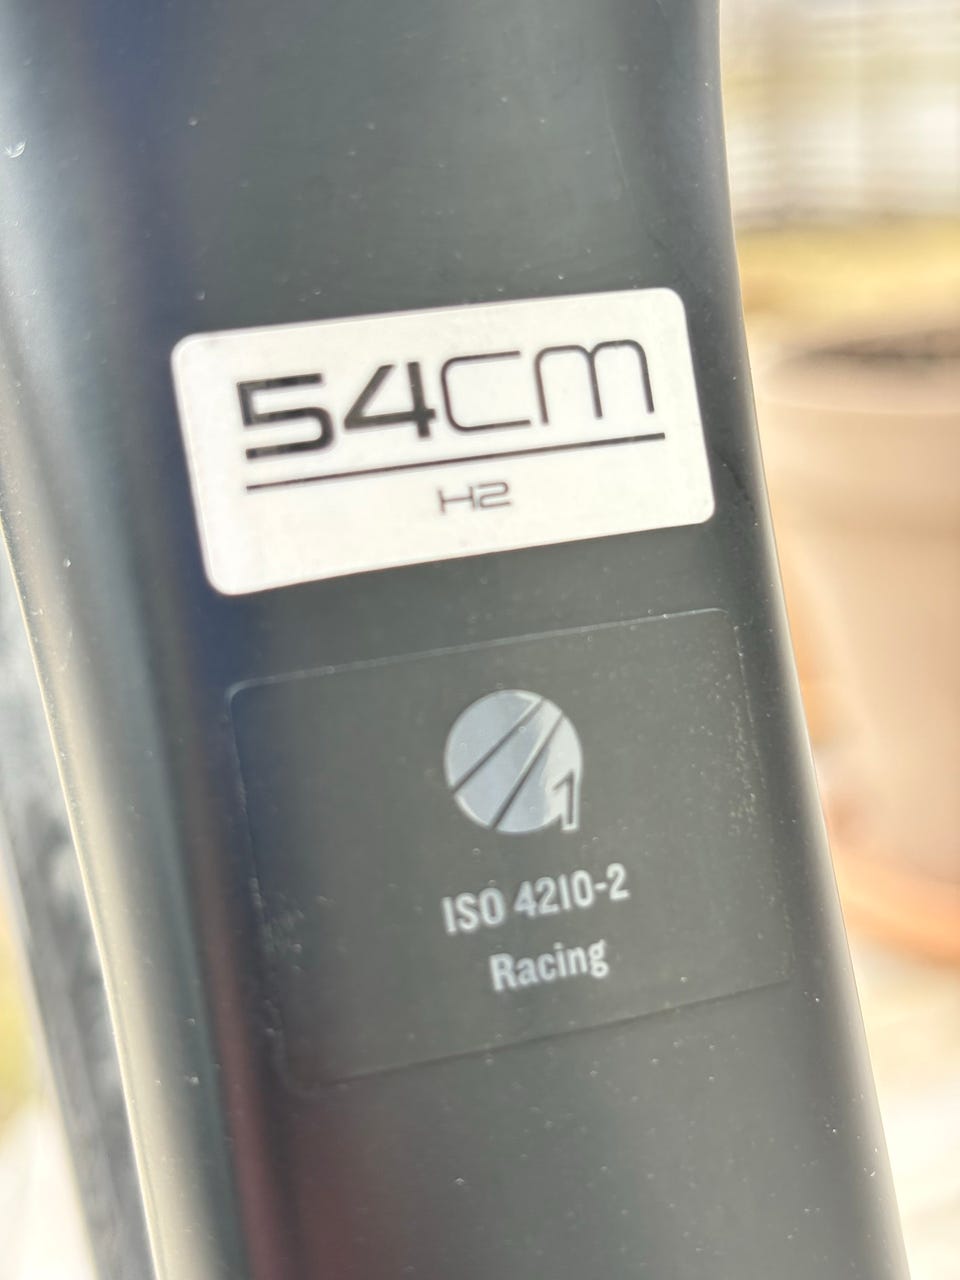 54CM
H2
1
ISO 4210-2
Racing